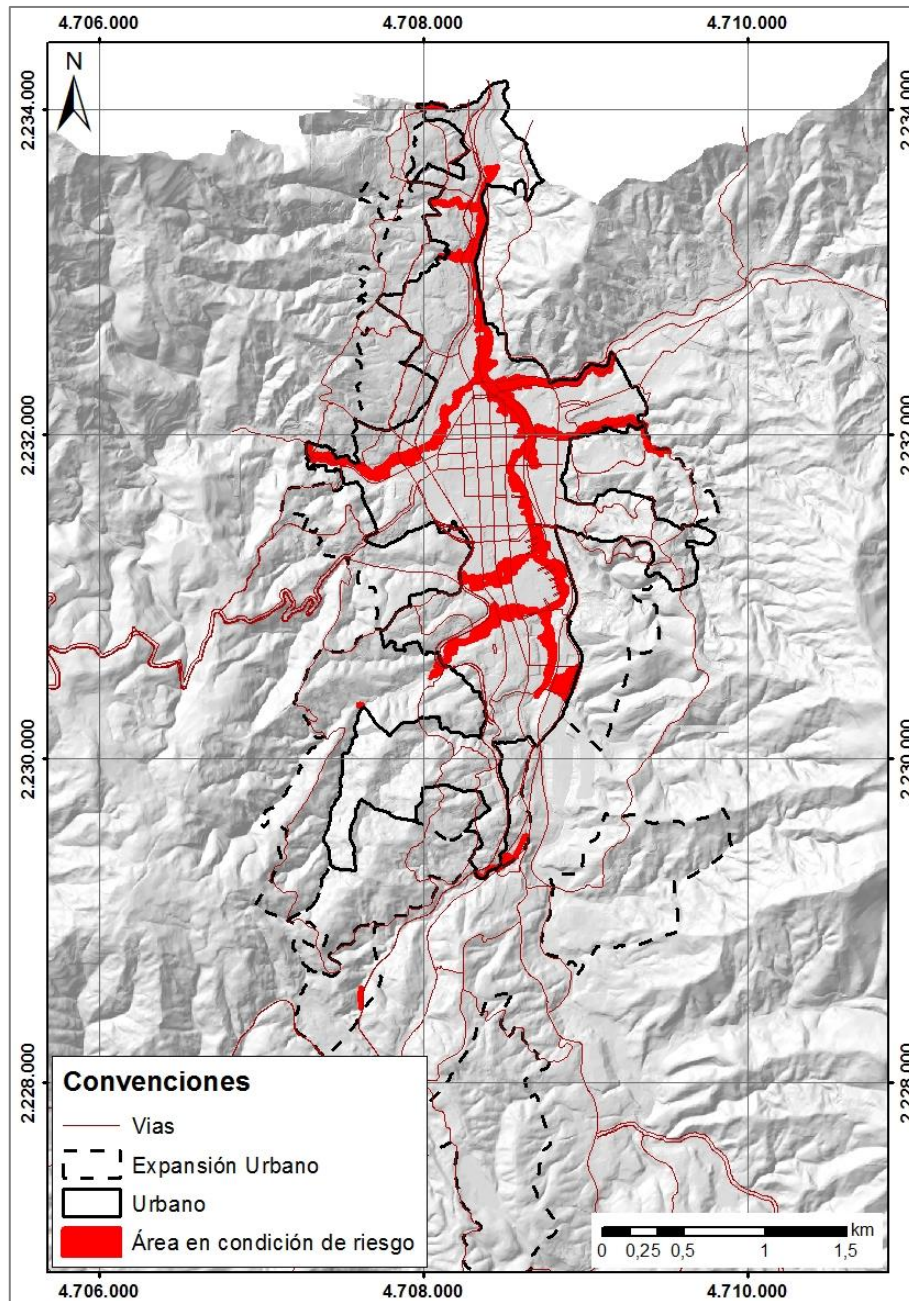 4.706.000 4.708.000 4.710.000
N
2.234.000 2.234.000
2.232.000 2.232.000
2.230.000 2.230.000
2.228.000 2.228.000
Convenciones
Vias
Expansión Urbano
Urbano
Área en condición de riesgo
km
0 0,25 0,5 1 1,5
4.706.000 4.708.000 4.710.000